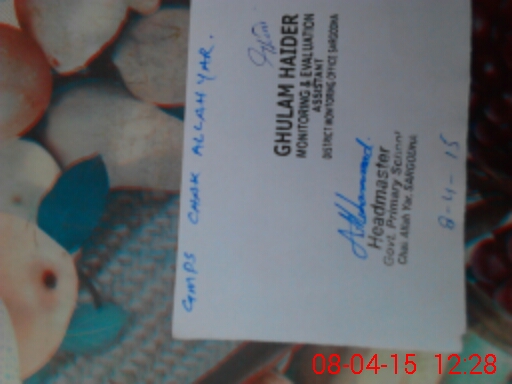 GMPS CHAK ALLAH YAR.
GHULAM HAIDER
MONITORING & EVALUATION
ASSISTANT
DISTRICT MONITORING OFFICE SARGODHA
Headmaster
Govt. Primary School
Chak Allah Yar, SARGODHA
8-4-15
08-04-15 12:28